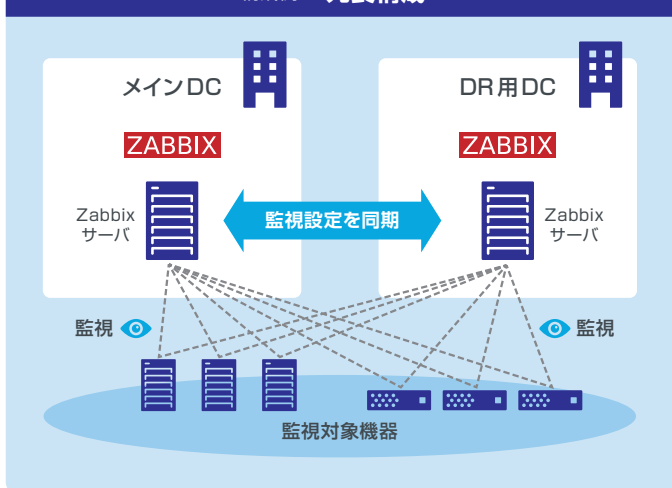 メインDC
DR用DC
ZABBIX
ZABBIX
Zabbix
サーバ
監視設定を同期
Zabbix
サーバ
監視
監視
監視対象機器